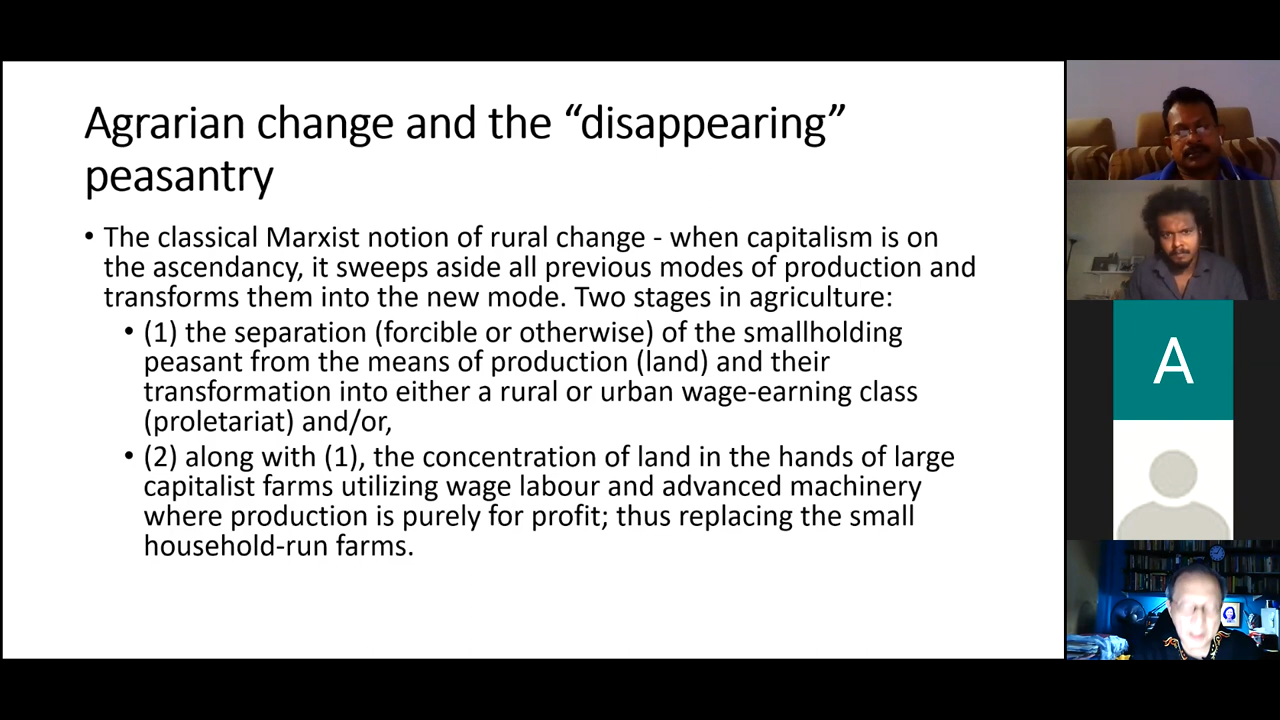 Agrarian change and the “disappearing”
peasantry
• The classical Marxist notion of rural change - when capitalism is on
the ascendancy, it sweeps aside all previous modes of production and
transforms them into the new mode. Two stages in agriculture:
• (1) the separation (forcible or otherwise) of the smallholding
peasant from the means of production (land) and their
transformation into either a rural or urban wage-earning class
(proletariat) and/or,
• (2) along with (1), the concentration of land in the hands of large
capitalist farms utilizing wage labour and advanced machinery
where production is purely for profit; thus replacing the small
household-run farms.
A